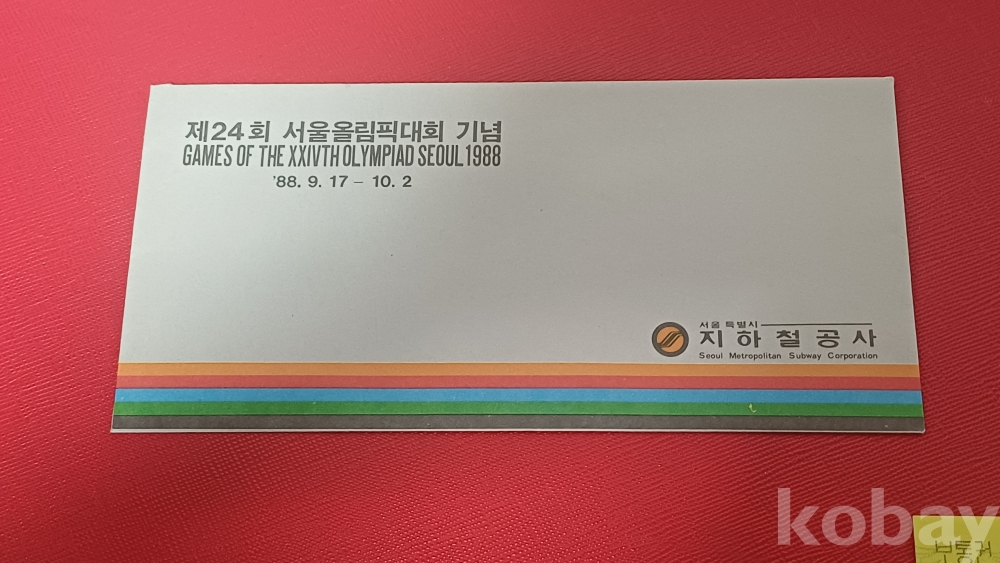 제24회 서울올림픽대회 기념
GAMES OF THE XXIVTH OLYMPIAD SEOUL 1988
'88. 9. 17 – 10. 2
서울특별시
지하철공사
Seoul Metropolitan Subway Corporation
kobay